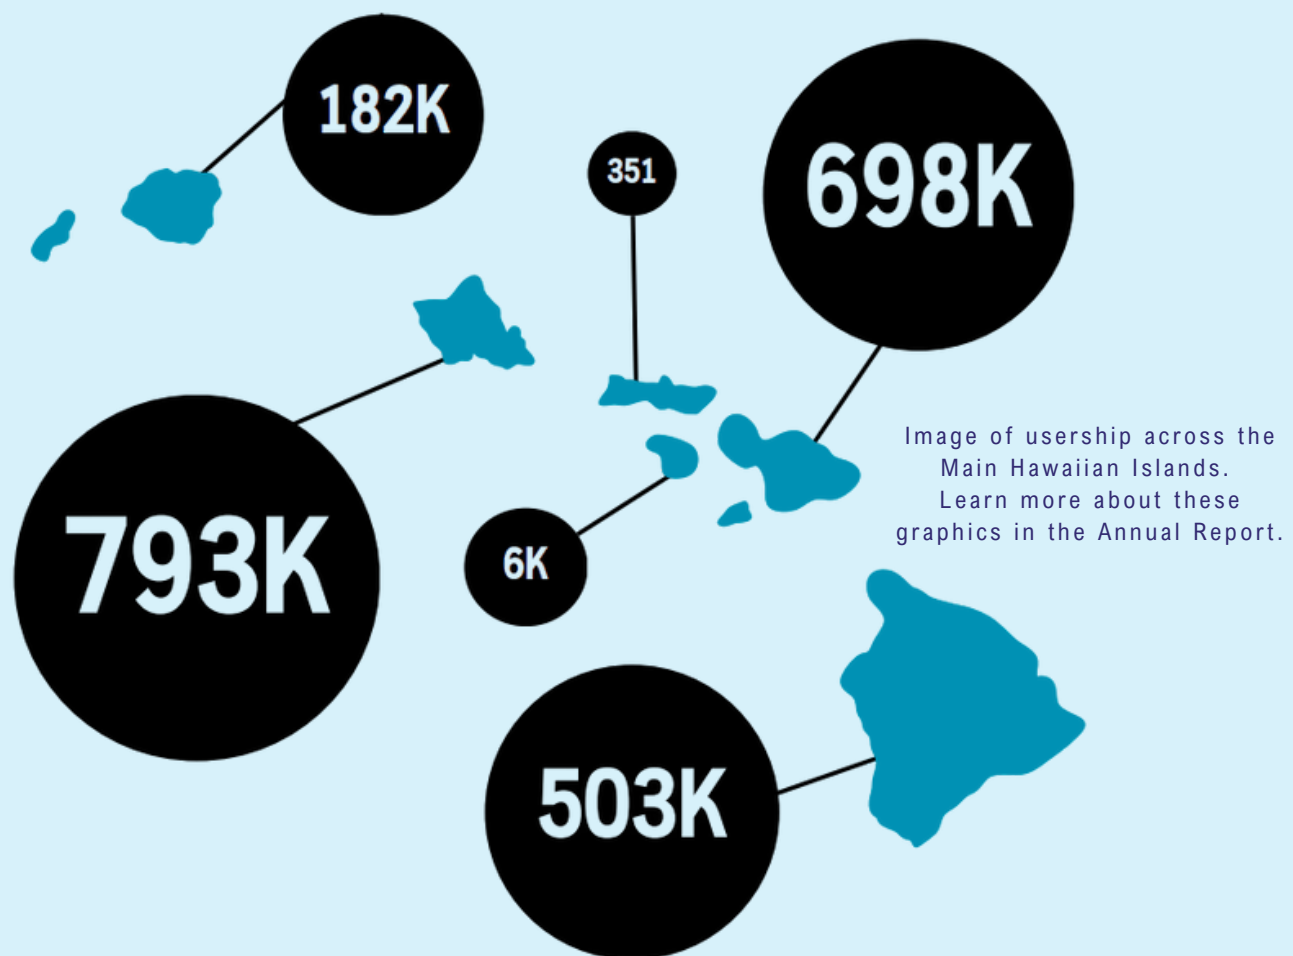 182K
351
698K
793K
6K
503K
Image of usership across the
Main Hawaiian Islands.
Learn more about these
graphics in the Annual Report.